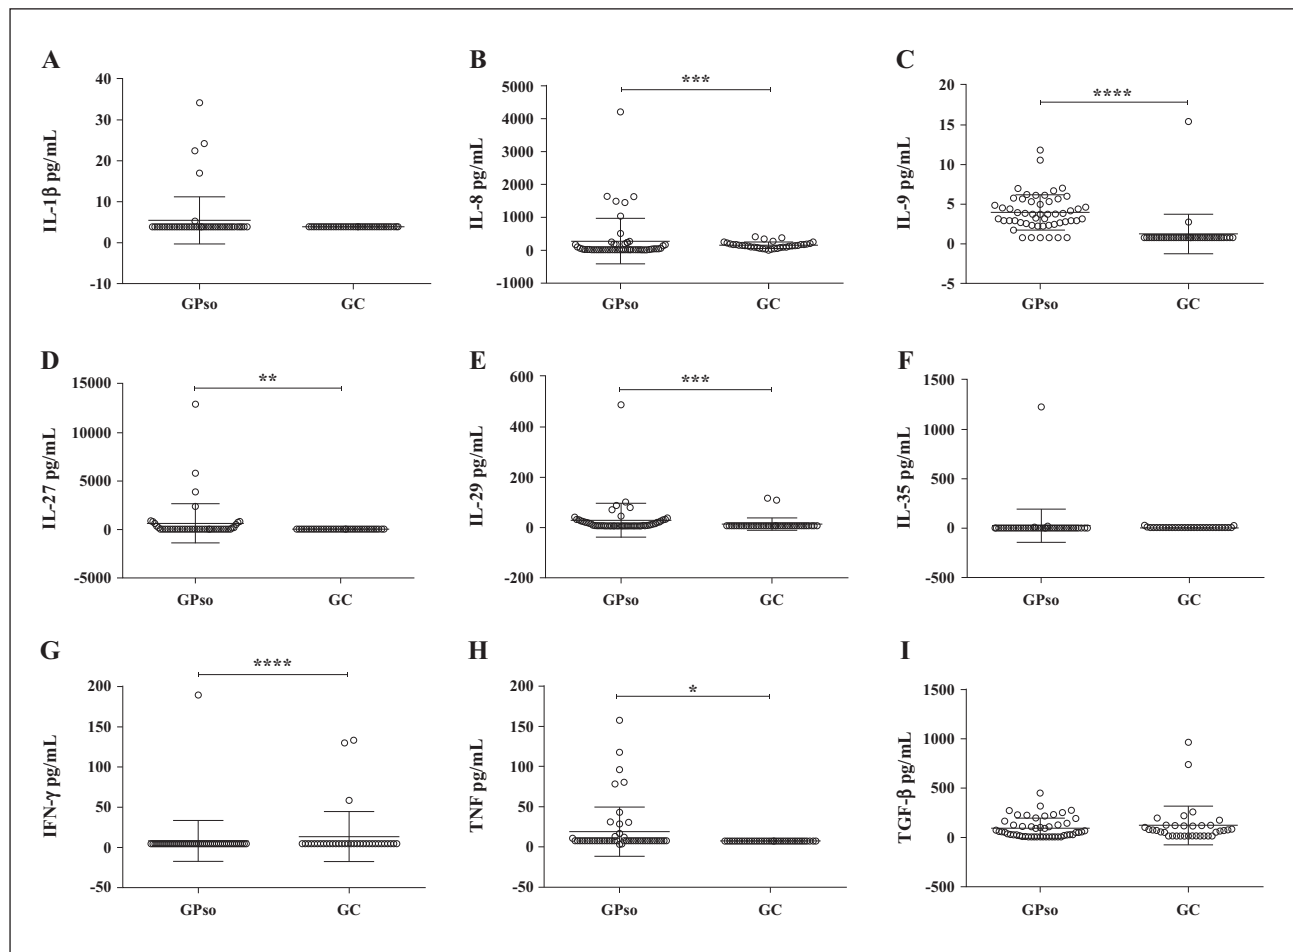 A
IL-1β pg/mL
40
30
20
10
0
-10
GPso
GC
B
IL-8 pg/mL
***
5000
4000
3000
2000
1000
0
-1000
GPso
GC
C
IL-9 pg/mL
****
20
15
10
5
0
-5
GPso
GC
D
IL-27 pg/mL
**
15000
10000
5000
0
-5000
GPso
GC
E
IL-29 pg/mL
***
600
400
200
0
-200
GPso
GC
F
IL-35 pg/mL
1500
1000
500
0
-500
GPso
GC
G
IFN-γ pg/mL
****
200
150
100
50
0
50
GPso
GC
H
TNF pg/mL
*
200
150
100
50
0
-50
GPso
GC
I
TGF-β pg/mL
1500
1000
500
0
-500
GPso
GC